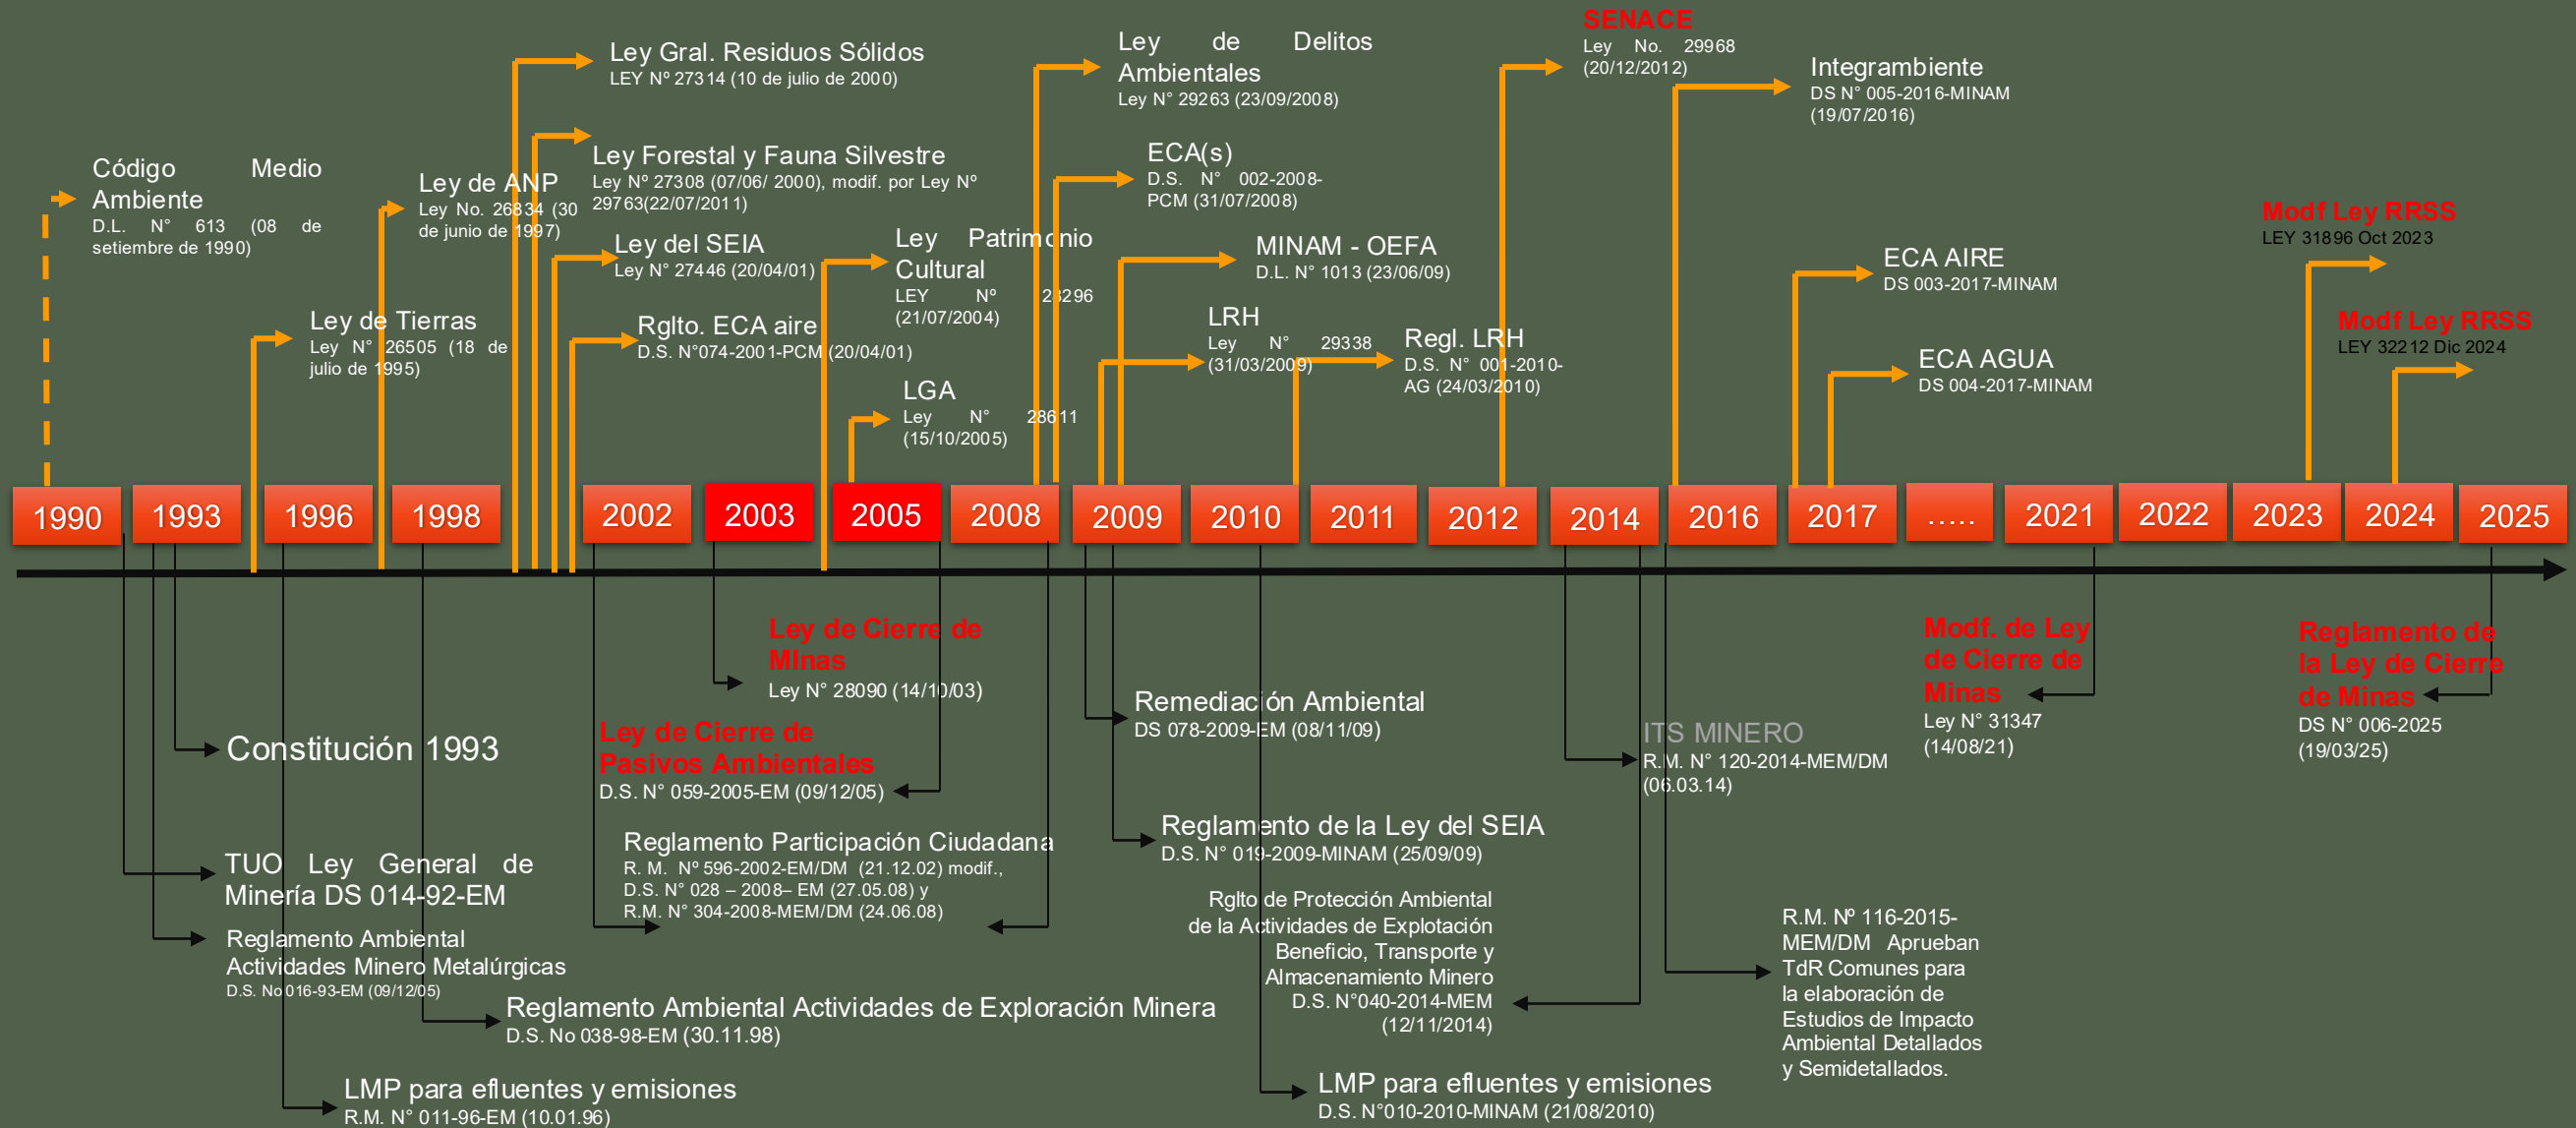 Código Medio
Ambiente
D.L. N° 613 (08 de
setiembre de 1990)
Ley de Tierras
Ley N° 26505 (18 de
julio de 1995)
Ley de ANP
Ley No. 26834 (30
de junio de 1997)
Ley Gral. Residuos Sólidos
LEY Nº 27314 (10 de julio de 2000)
Ley Forestal y Fauna Silvestre
Ley Nº 27308 (07/06/ 2000), modif. por Ley Nº
29763(22/07/2011)
Ley del SEIA
Ley N° 27446 (20/04/01)
Rglto. ECA aire
D.S. N°074-2001-PCM (20/04/01)
Ley Patrimonio
Cultural
LEY Nº 28296
(21/07/2004)
LGA
Ley N° 28611
(15/10/2005)
Ley de Delitos
Ambientales
Ley N° 29263 (23/09/2008)
ECA(s)
D.S. N° 002-2008-
PCM (31/07/2008)
MINAM - OEFA
D.L. N° 1013 (23/06/09)
LRH
Ley N° 29338
(31/03/2009)
Regl. LRH
D.S. N° 001-2010-
AG (24/03/2010)
SENACE
Ley No. 29968
(20/12/2012)
Integrambiente
DS N° 005-2016-MINAM
(19/07/2016)
ECA AIRE
DS 003-2017-MINAM
ECA AGUA
DS 004-2017-MINAM
Modf Ley RRSS
LEY 31896 Oct 2023
Modf Ley RRSS
LEY 32212 Dic 2024
1990 1993 1996 1998 2002 2003 2005 2008 2009 2010 2011 2012 2014 2016 2017 ..... 2021 2022 2023 2024 2025
Constitución 1993
TUO Ley General de
Minería DS 014-92-EM
Reglamento Ambiental
Actividades Minero Metalúrgicas
D.S. No 016-93-EM (09/12/05)
LMP para efluentes y emisiones
R.M. N° 011-96-EM (10.01.96)
Reglamento Ambiental Actividades de Exploración Minera
D.S. No 038-98-EM (30.11.98)
Ley de Cierre de
MInas
Ley N° 28090 (14/10/03)
Ley de Cierre de
Pasivos Ambientales
D.S. N° 059-2005-EM (09/12/05)
Reglamento Participación Ciudadana
R. M. Nº 596-2002-EM/DM (21.12.02) modif.,
D.S. N° 028 – 2008– EM (27.05.08) y
R.M. N° 304-2008-MEM/DM (24.06.08)
Remediación Ambiental
DS 078-2009-EM (08/11/09)
Reglamento de la Ley del SEIA
D.S. N° 019-2009-MINAM (25/09/09)
Rglto de Protección Ambiental
de la Actividades de Explotación
Beneficio, Transporte y
Almacenamiento Minero
D.S. N°040-2014-MEM
(12/11/2014)
LMP para efluentes y emisiones
D.S. N°010-2010-MINAM (21/08/2010)
ITS MINERO
R.M. N° 120-2014-MEM/DM
(06.03.14)
R.M. Nº 116-2015-
MEM/DM Aprueban
TdR Comunes para
la elaboración de
Estudios de Impacto
Ambiental Detallados
y Semidetallados.
Modf. de Ley
de Cierre de
Minas
Ley N° 31347
(14/08/21)
Reglamento de
la Ley de Cierre
de Minas
DS N° 006-2025
(19/03/25)